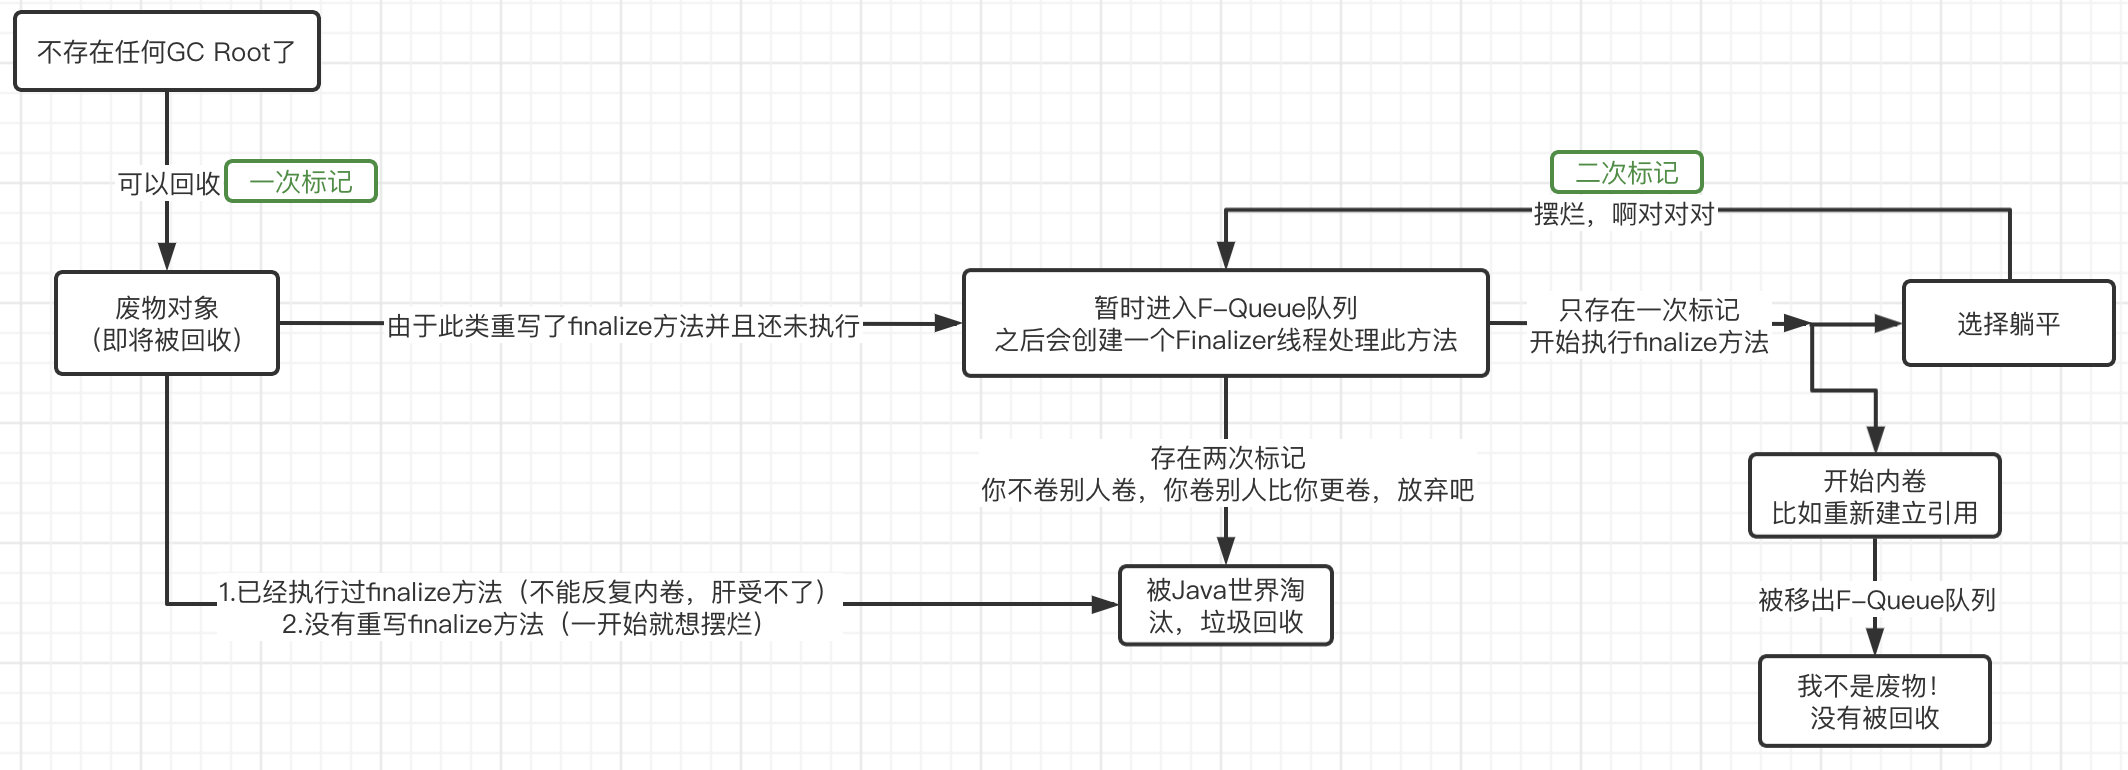 不存在任何GC Root了
可以回收
一次标记
废物对象
（即将被回收）
由于此类重写了finalize方法并且还未执行
暂时进入F-Queue队列
之后会创建一个Finalizer线程处理此方法
二次标记
摆烂，啊对对对
只存在一次标记
开始执行finalize方法
选择躺平
存在两次标记
你不卷别人卷，你卷别人比你更卷，放弃吧
开始内卷
比如重新建立引用
1.已经执行过finalize方法（不能反复内卷，肝受不了）
2.没有重写finalize方法（一开始就想摆烂）
被Java世界淘
汰，垃圾回收
被移出F-Queue队列
我不是废物！
没有被回收